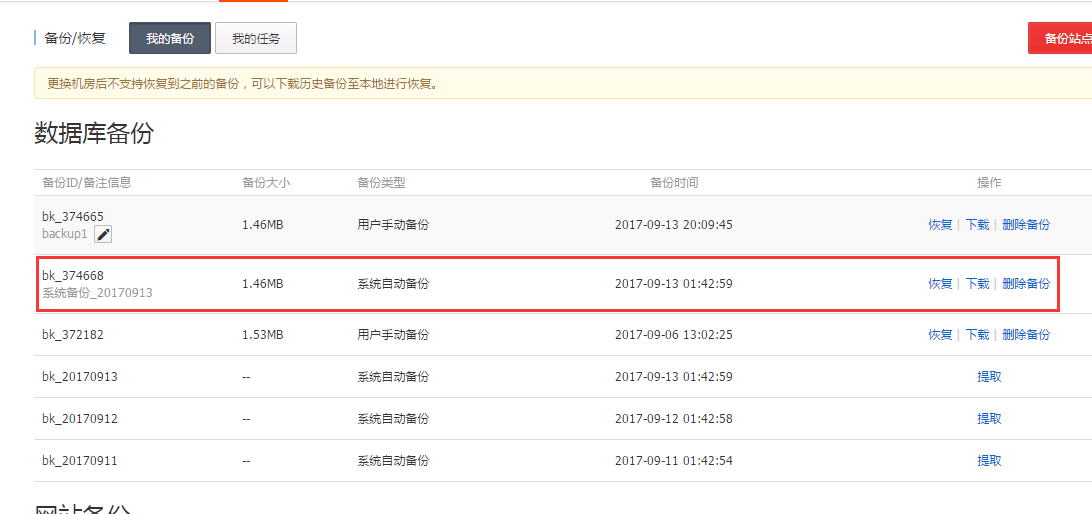 备份/恢复 我的备份 我的任务 备份站点
更换机房后不支持恢复到之前的备份，可以下载历史备份至本地进行恢复。
数据库备份
备份ID/备注信息 备份大小 备份类型 备份时间 操作
bk_374665 1.46MB 用户手动备份 2017-09-13 20:09:45 恢复 | 下载 | 删除备份
backup1
bk_374668 1.46MB 系统自动备份 2017-09-13 01:42:59 恢复 | 下载 | 删除备份
系统备份_20170913
bk_372182 1.53MB 用户手动备份 2017-09-06 13:02:25 恢复 | 下载 | 删除备份
bk_20170913 -- 系统自动备份 2017-09-13 01:42:59 提取
bk_20170912 -- 系统自动备份 2017-09-12 01:42:58 提取
bk_20170911 -- 系统自动备份 2017-09-11 01:42:54 提取
网站备份